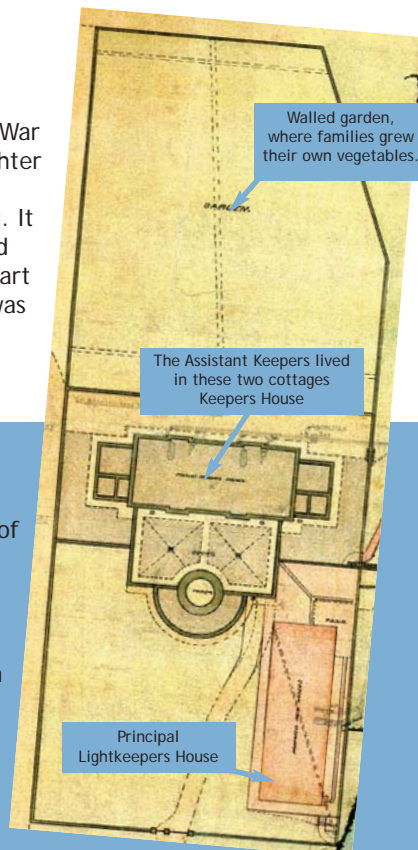 War
hter
. It
d
art
was
Walled garden,
where families grew
their own vegetables.
GARDEN.
The Assistant Keepers lived
in these two cottages
Keepers House
of
Principal
Lightkeepers House